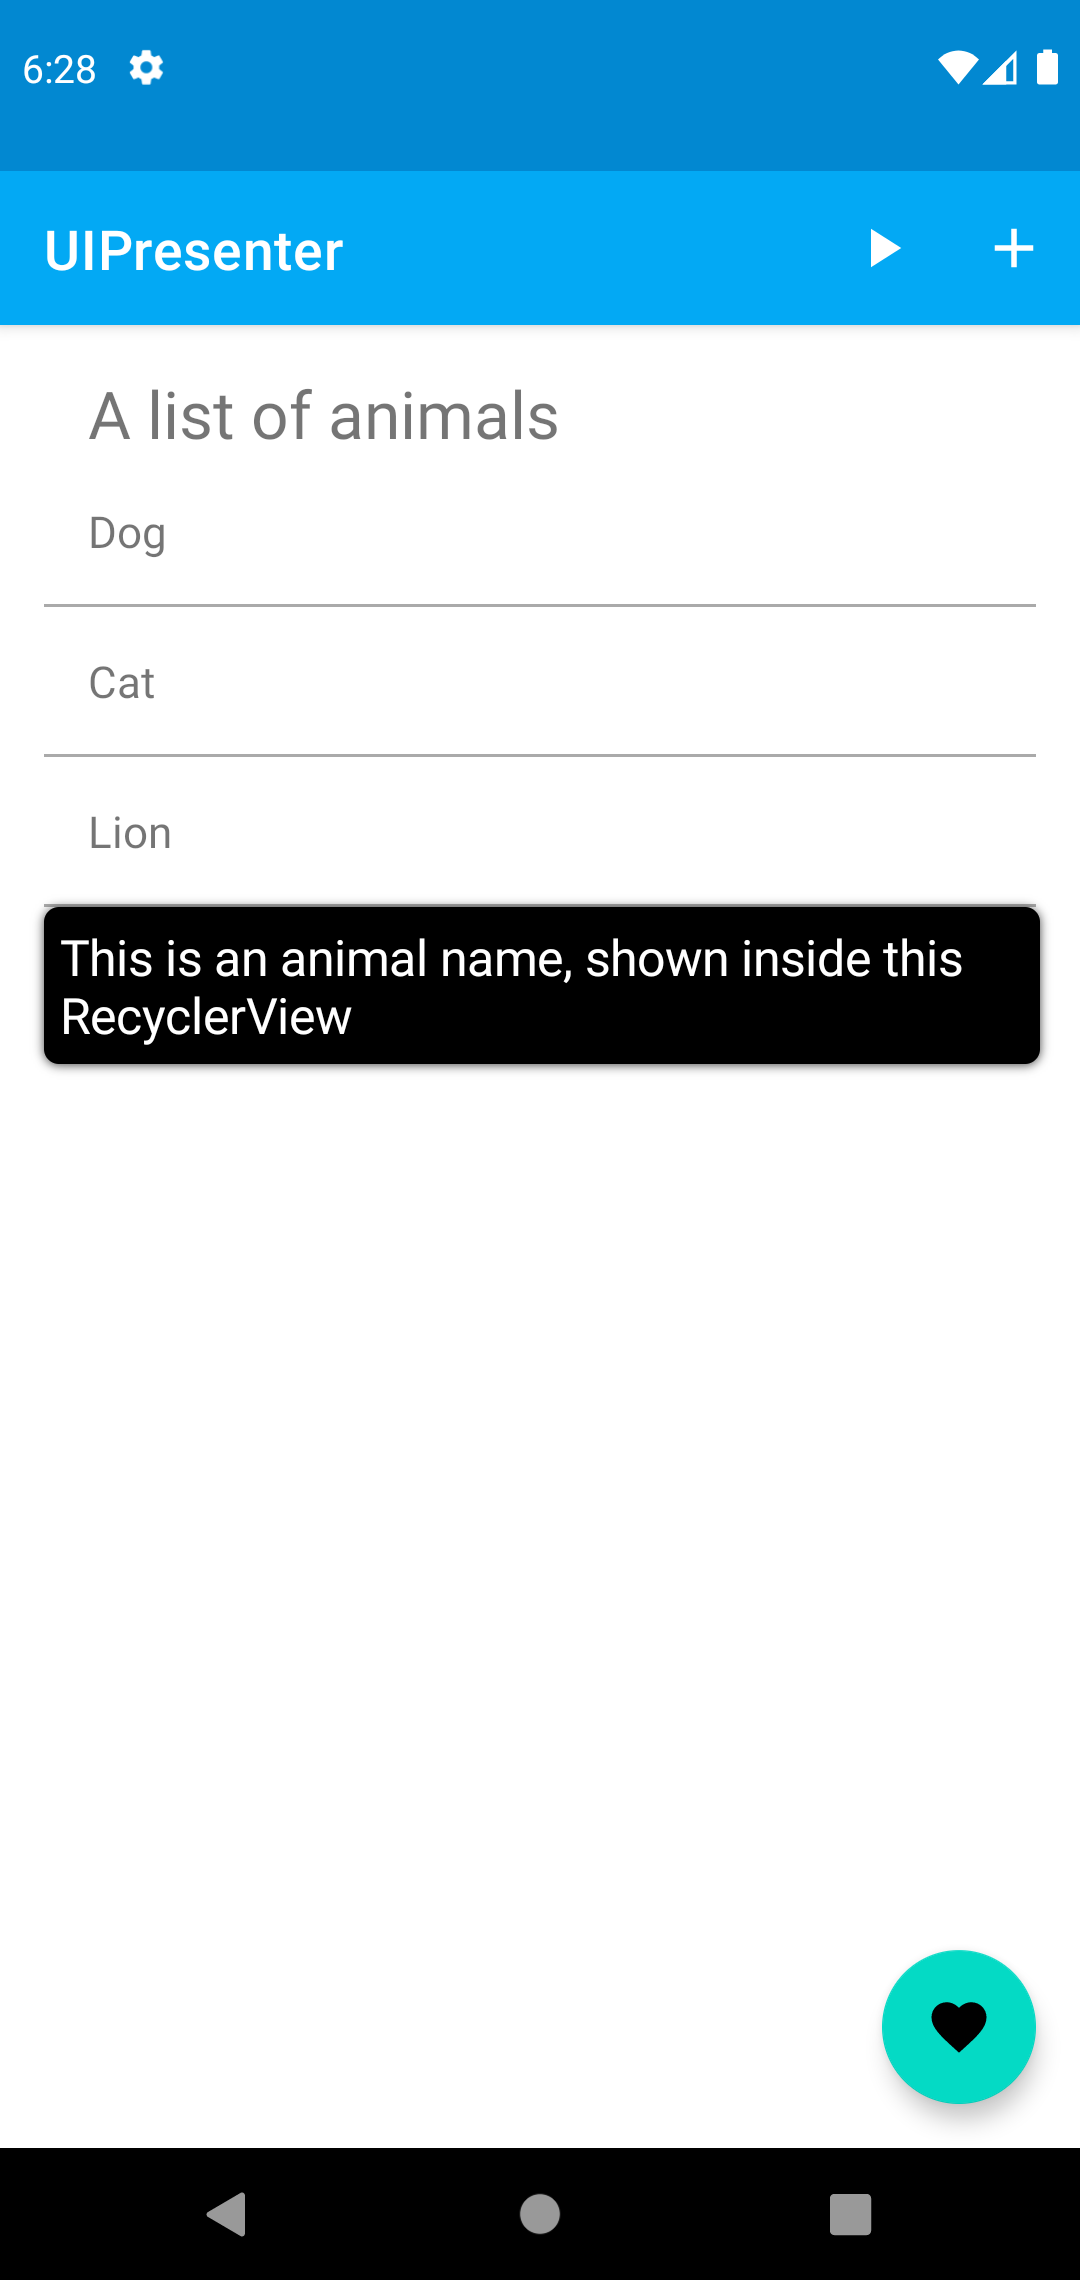 6:28
UIPresenter
A list of animals
Dog
Cat
Lion
This is an animal name, shown inside this
RecyclerView